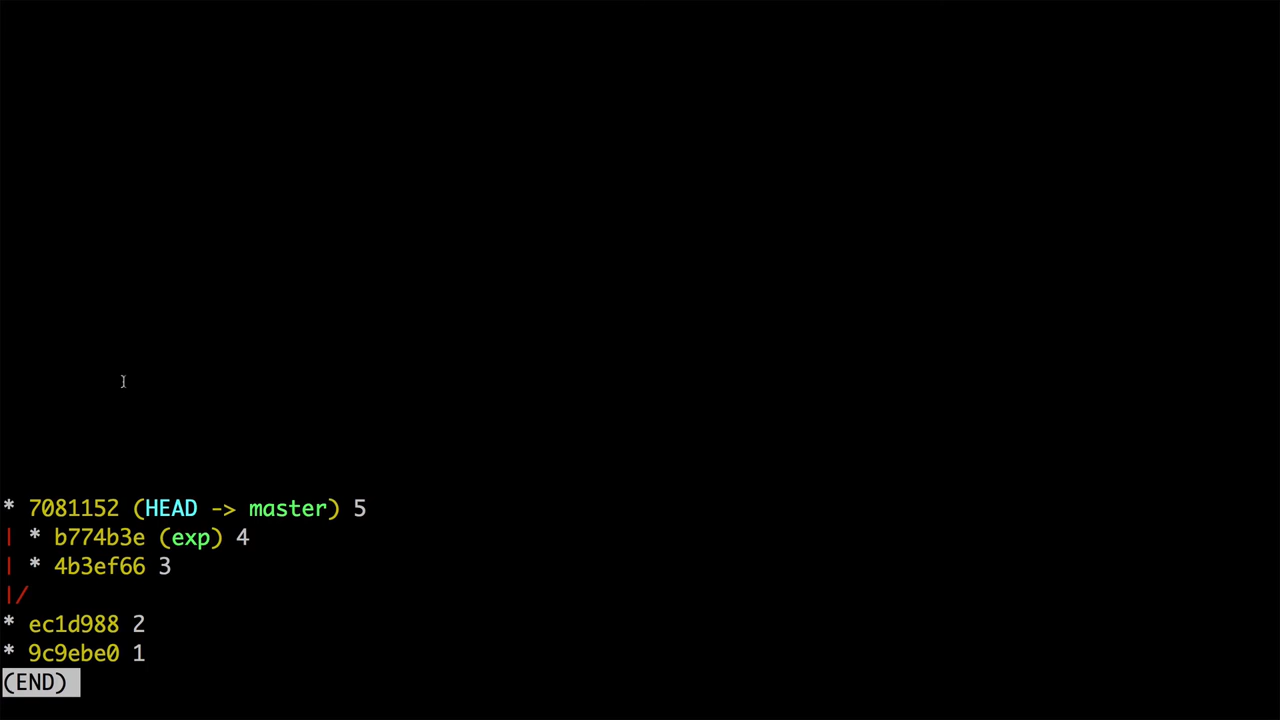 * 7081152 (HEAD -> master) 5
| * b774b3e (exp) 4
| * 4b3ef66 3
|/
* ec1d988 2
* 9c9ebe0 1
(END)